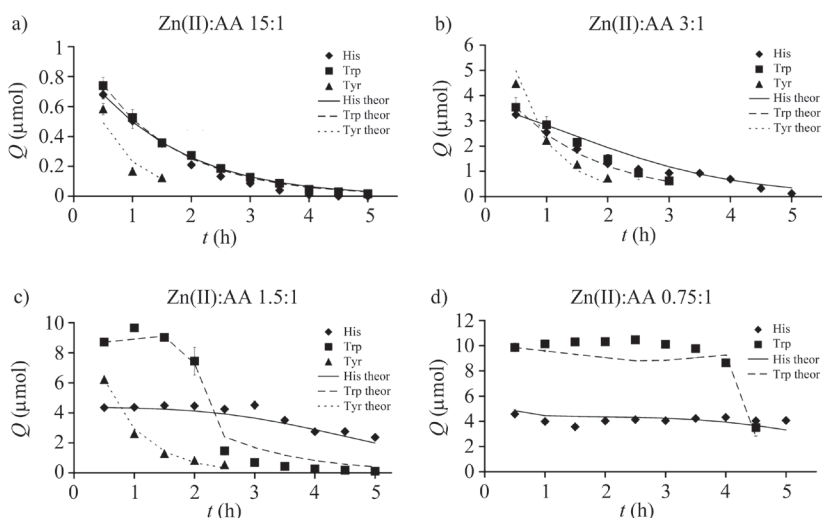 a) Zn(II):AA 15:1
His
Trp
Tyr
His theor
Trp theor
Tyr theor
Q (μmol)
1
0.8
0.6
0.4
0.2
0
0 1 2 3 4 5
t (h)
b) Zn(II):AA 3:1
His
Trp
Tyr
His theor
Trp theor
Tyr theor
Q (μmol)
6
5
4
3
2
1
0
0 1 2 3 4 5
t (h)
c) Zn(II):AA 1.5:1
His
Trp
Tyr
His theor
Trp theor
Tyr theor
Q (μmol)
10
8
6
4
2
0
0 1 2 3 4 5
t (h)
d) Zn(II):AA 0.75:1
His
Trp
His theor
Trp theor
Q (μmol)
12
10
8
6
4
2
0
0 1 2 3 4 5
t (h)